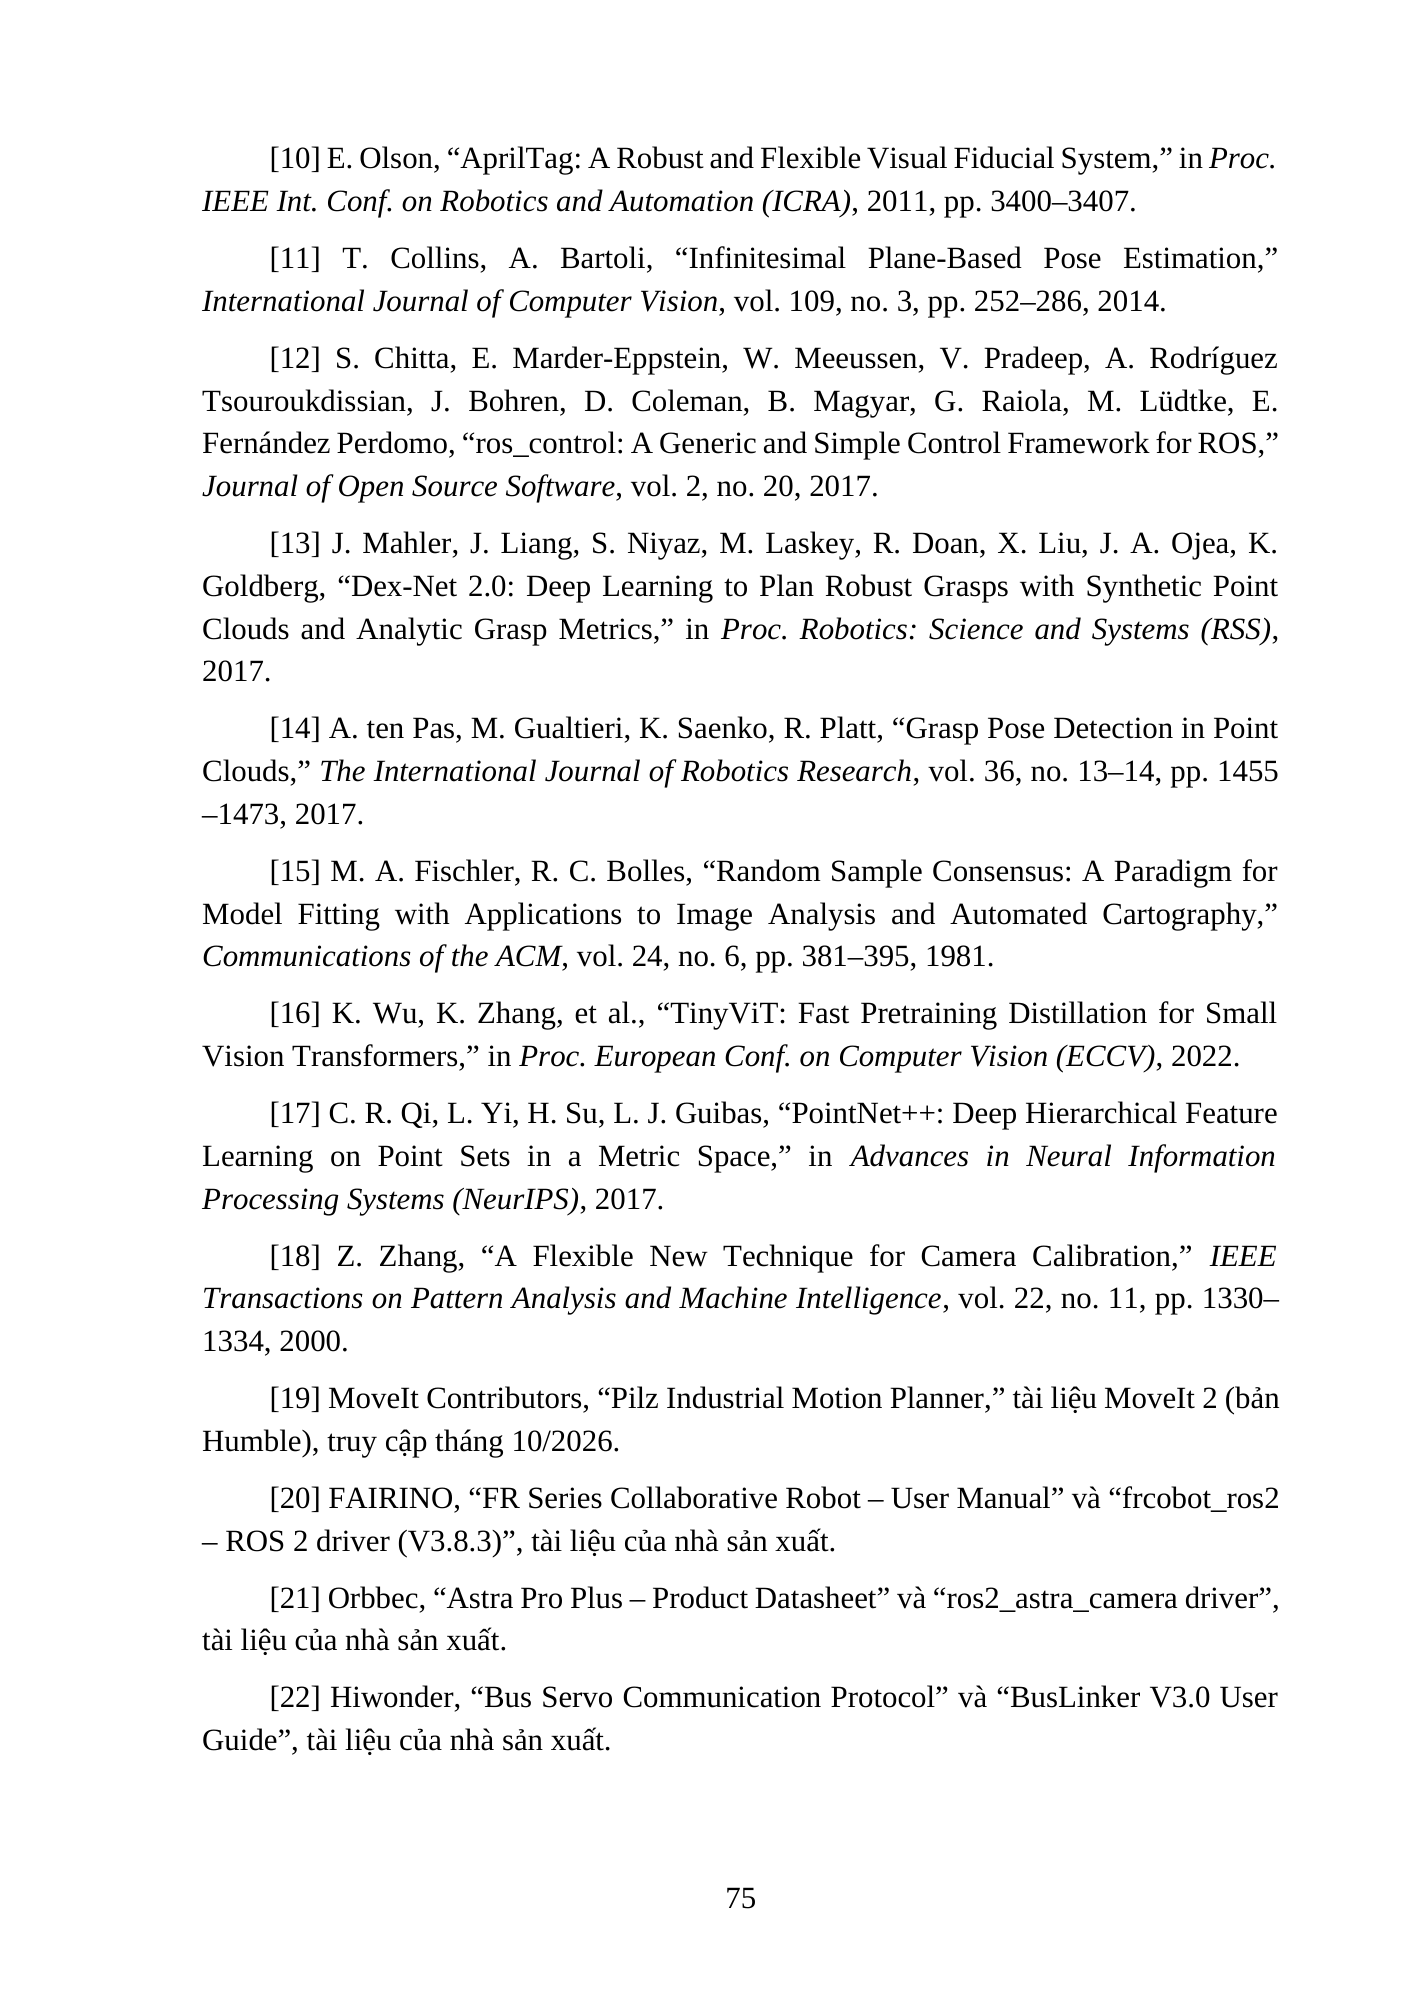 [10] E. Olson, “AprilTag: A Robust and Flexible Visual Fiducial System,” in Proc.
IEEE Int. Conf. on Robotics and Automation (ICRA), 2011, pp. 3400–3407.
[11] T. Collins, A. Bartoli, “Infinitesimal Plane-Based Pose Estimation,”
International Journal of Computer Vision, vol. 109, no. 3, pp. 252–286, 2014.
[12] S. Chitta, E. Marder-Eppstein, W. Meeussen, V. Pradeep, A. Rodríguez
Tsouroukdissian, J. Bohren, D. Coleman, B. Magyar, G. Raiola, M. Lüdtke, E.
Fernández Perdomo, “ros_control: A Generic and Simple Control Framework for ROS,”
Journal of Open Source Software, vol. 2, no. 20, 2017.
[13] J. Mahler, J. Liang, S. Niyaz, M. Laskey, R. Doan, X. Liu, J. A. Ojea, K.
Goldberg, “Dex-Net 2.0: Deep Learning to Plan Robust Grasps with Synthetic Point
Clouds and Analytic Grasp Metrics,” in Proc. Robotics: Science and Systems (RSS),
2017.
[14] A. ten Pas, M. Gualtieri, K. Saenko, R. Platt, “Grasp Pose Detection in Point
Clouds,” The International Journal of Robotics Research, vol. 36, no. 13–14, pp. 1455
–1473, 2017.
[15] M. A. Fischler, R. C. Bolles, “Random Sample Consensus: A Paradigm for
Model Fitting with Applications to Image Analysis and Automated Cartography,”
Communications of the ACM, vol. 24, no. 6, pp. 381–395, 1981.
[16] K. Wu, K. Zhang, et al., “TinyViT: Fast Pretraining Distillation for Small
Vision Transformers,” in Proc. European Conf. on Computer Vision (ECCV), 2022.
[17] C. R. Qi, L. Yi, H. Su, L. J. Guibas, “PointNet++: Deep Hierarchical Feature
Learning on Point Sets in a Metric Space,” in Advances in Neural Information
Processing Systems (NeurIPS), 2017.
[18] Z. Zhang, “A Flexible New Technique for Camera Calibration,” IEEE
Transactions on Pattern Analysis and Machine Intelligence, vol. 22, no. 11, pp. 1330–
1334, 2000.
[19] MoveIt Contributors, “Pilz Industrial Motion Planner,” tài liệu MoveIt 2 (bản
Humble), truy cập tháng 10/2026.
[20] FAIRINO, “FR Series Collaborative Robot – User Manual” và “frcobot_ros2
– ROS 2 driver (V3.8.3)”, tài liệu của nhà sản xuất.
[21] Orbbec, “Astra Pro Plus – Product Datasheet” và “ros2_astra_camera driver”,
tài liệu của nhà sản xuất.
[22] Hiwonder, “Bus Servo Communication Protocol” và “BusLinker V3.0 User
Guide”, tài liệu của nhà sản xuất.
75